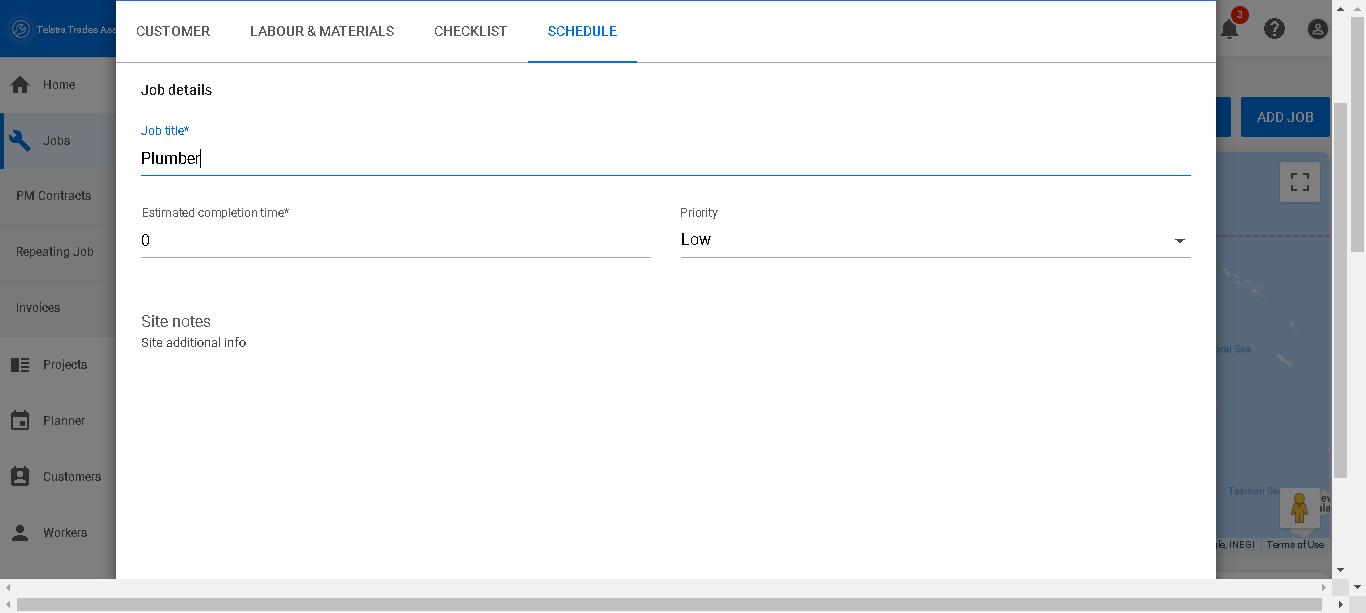 Telstra Trades Ass
CUSTOMER
LABOUR & MATERIALS
CHECKLIST
SCHEDULE
3
Home
Jobs
PM Contracts
Repeating Job
Invoices
Projects
Planner
Customers
Workers
Job details
Job title*
Plumber
Estimated completion time*
0
Priority
Low
Site notes
Site additional info
ADD JOB
oral Sea
Tasman Se
gle, INEGI
Terms of Use